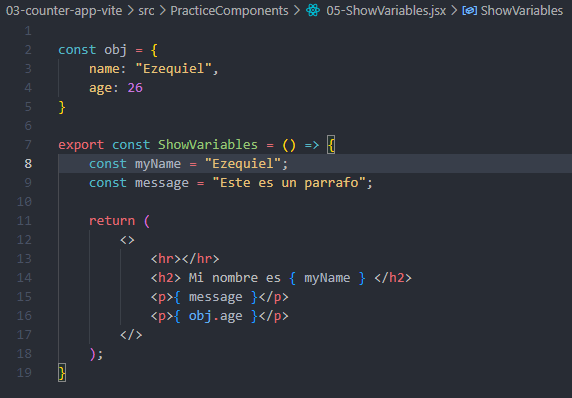 03-counter-app-vite > src > PracticeComponents > 05-ShowVariables.jsx > ShowVariables
1
2 const obj = {
3     name: "Ezequiel",
4     age: 26
5 }
6
7 export const ShowVariables = () => {
8     const myName = "Ezequiel";
9     const message = "Este es un parrafo";
10
11     return (
12         <>
13             <hr></hr>
14             <h2> Mi nombre es { myName } </h2>
15             <p>{ message }</p>
16             <p>{ obj.age }</p>
17         </>
18     );
19 }